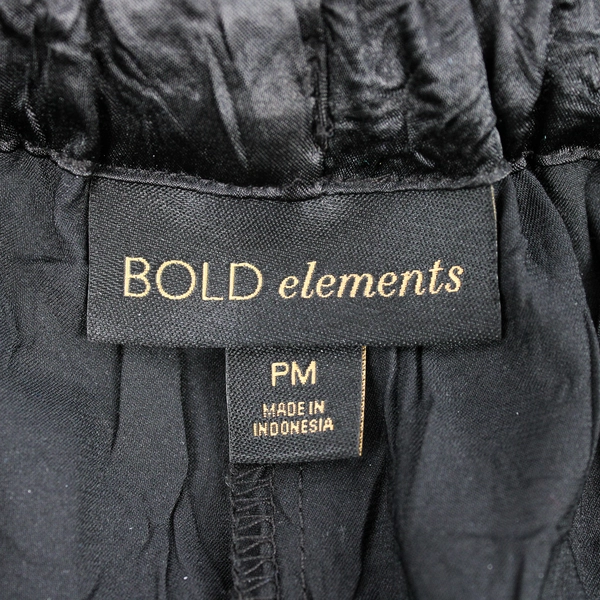 BOLD elements
PM
MADE IN
INDONESIA